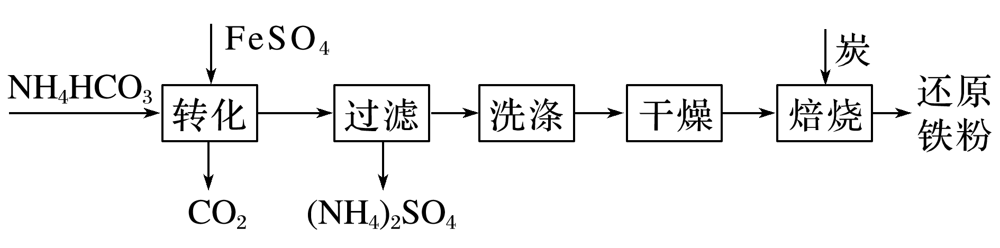 FeSO₄
炭
NH₄HCO₃
转化
过滤
洗涤
干燥
焙烧
还原
铁粉
CO₂
(NH₄)₂SO₄